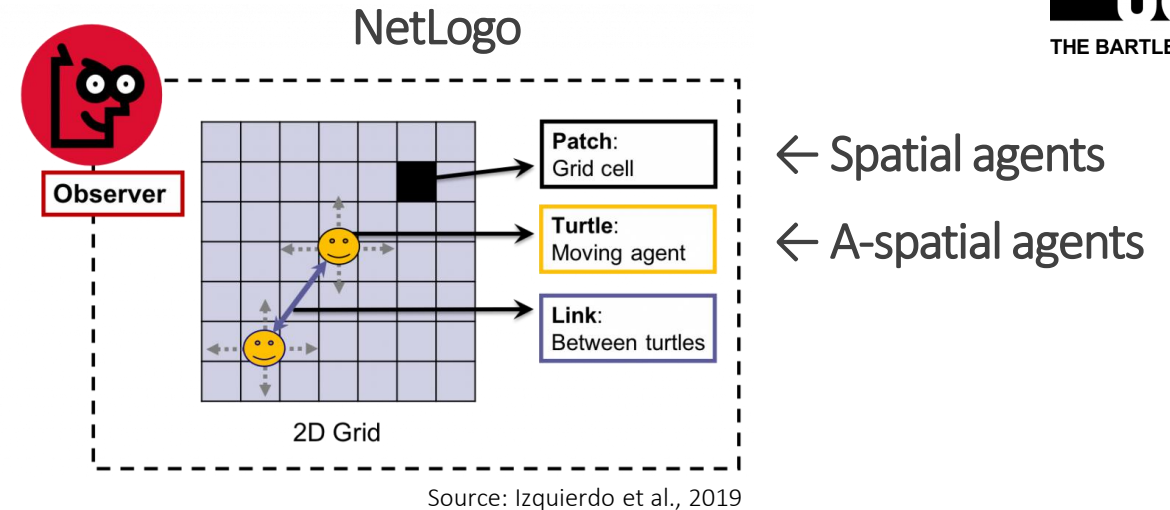 NetLogo
THE BARTLE
Observer
Patch:
Grid cell
← Spatial agents
Turtle:
Moving agent
← A-spatial agents
Link:
Between turtles
2D Grid
Source: Izquierdo et al., 2019